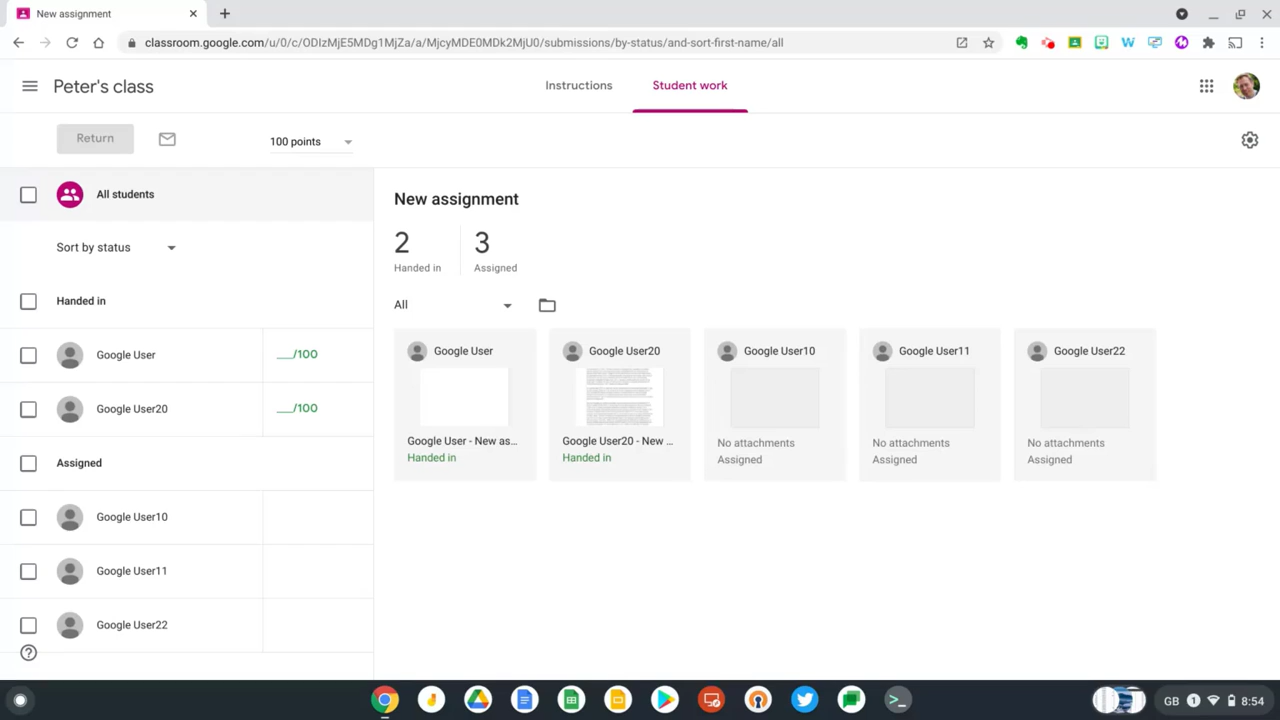 New assignment
classroom.google.com/u/0/c/ODIzMjE5MDg1MjZa/a/MjcyMDE0MDk2MjU0/submissions/by-status/and-sort-first-name/all
Peter's class
Instructions
Student work
Return
100 points
All students
Sort by status
Handed in
Google User
__/100
Google User20
__/100
Assigned
Google User10
Google User11
Google User22
New assignment
2
3
Handed in
Assigned
All
Google User
Google User - New as...
Handed in
Google User20
Google User20 - New ...
Handed in
Google User10
No attachments
Assigned
Google User11
No attachments
Assigned
Google User22
No attachments
Assigned
GB 1 8:54